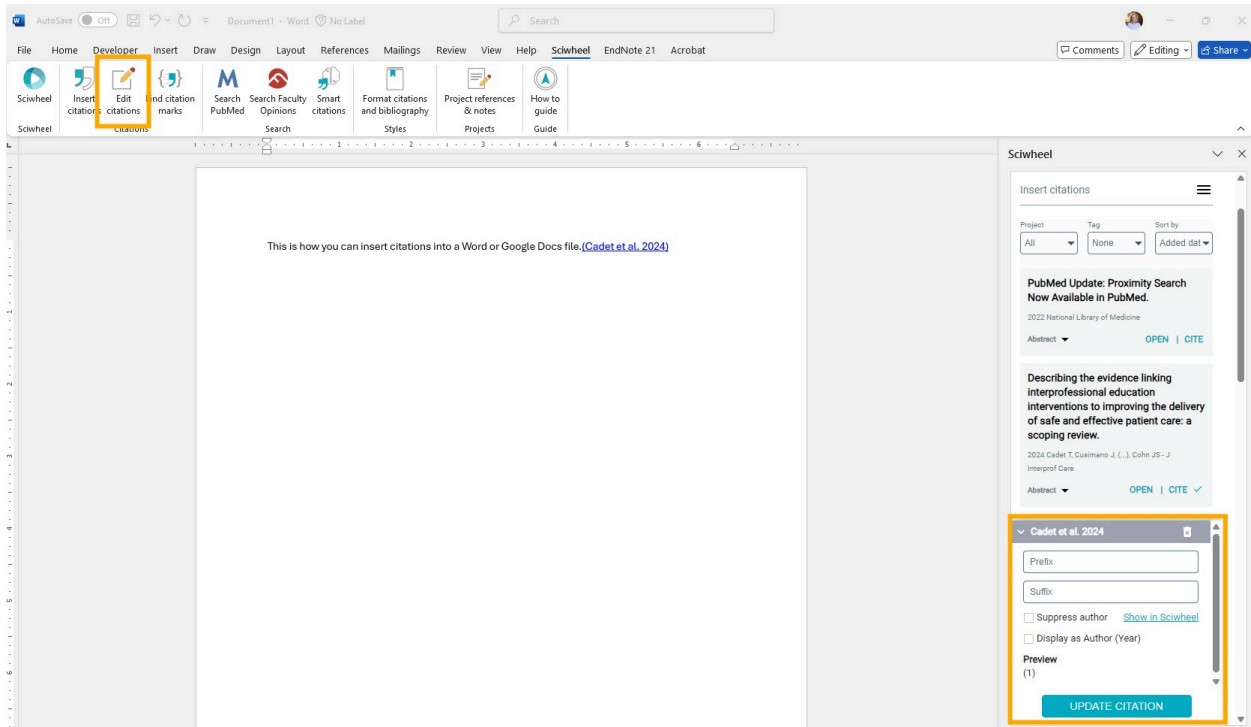 AutoSave Off Document1 - Word No Label Search
File Home Developer Insert Draw Design Layout References Mailings Review View Help Sciwheel EndNote 21 Acrobat Comments Editing Share
Sciwheel Insert citations Edit citations Find citation marks Search PubMed Search Faculty Opinions Smart citations Format citations and bibliography Project references & notes How to guide
Sciwheel Citations Search Styles Projects Guide
1 2 3 4 5 6
Sciwheel
Insert citations
Project Tag Sort by
All None Added dat
This is how you can insert citations into a Word or Google Docs file.(Cadet et al. 2024)
PubMed Update: Proximity Search
Now Available in PubMed.
2022 National Library of Medicine
Abstract OPEN | CITE
Describing the evidence linking
interprofessional education
interventions to improving the delivery
of safe and effective patient care: a
scoping review.
2024 Cadet T, Cusimano J, (...), Cohn JS - J
Interprof Care
Abstract OPEN | CITE ✓
Cadet et al. 2024
Prefix
Suffix
Suppress author Show in Sciwheel
Display as Author (Year)
Preview
(1)
UPDATE CITATION